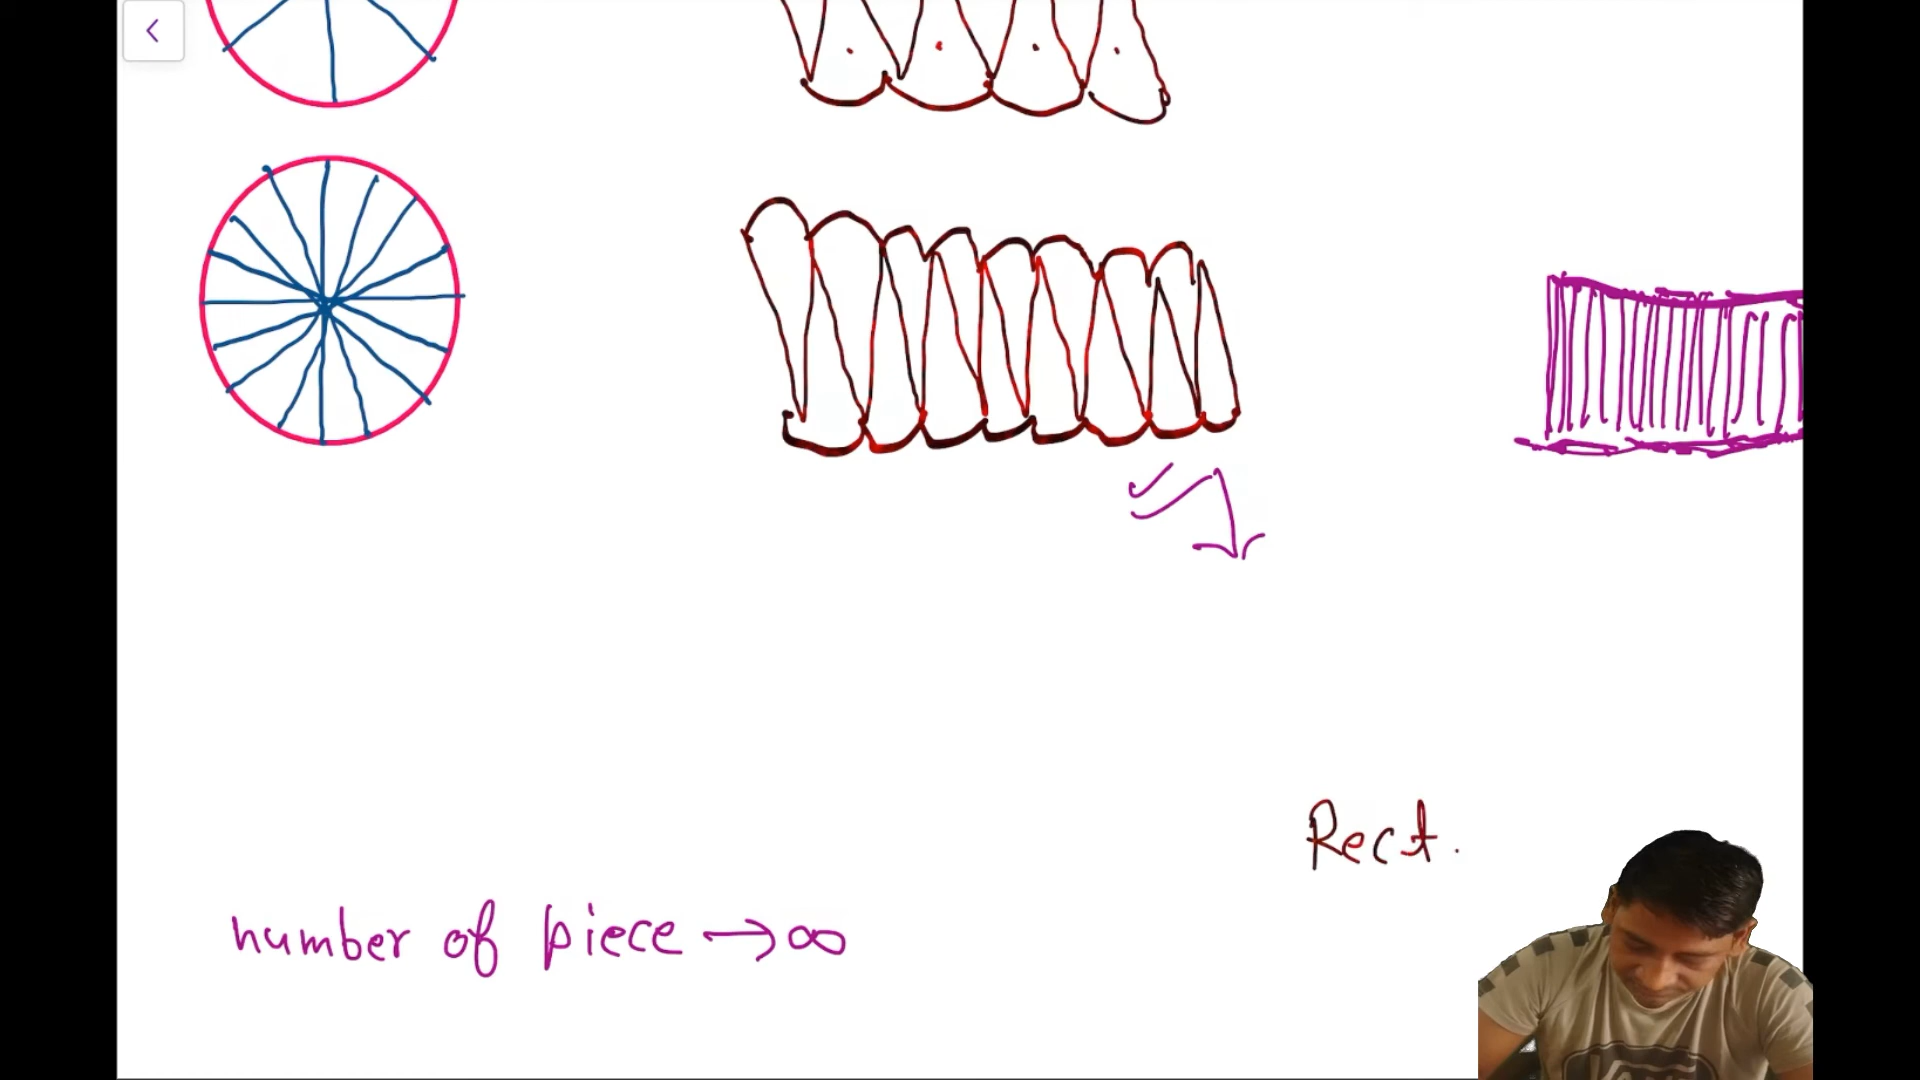 Rect.
number of piece → ∞